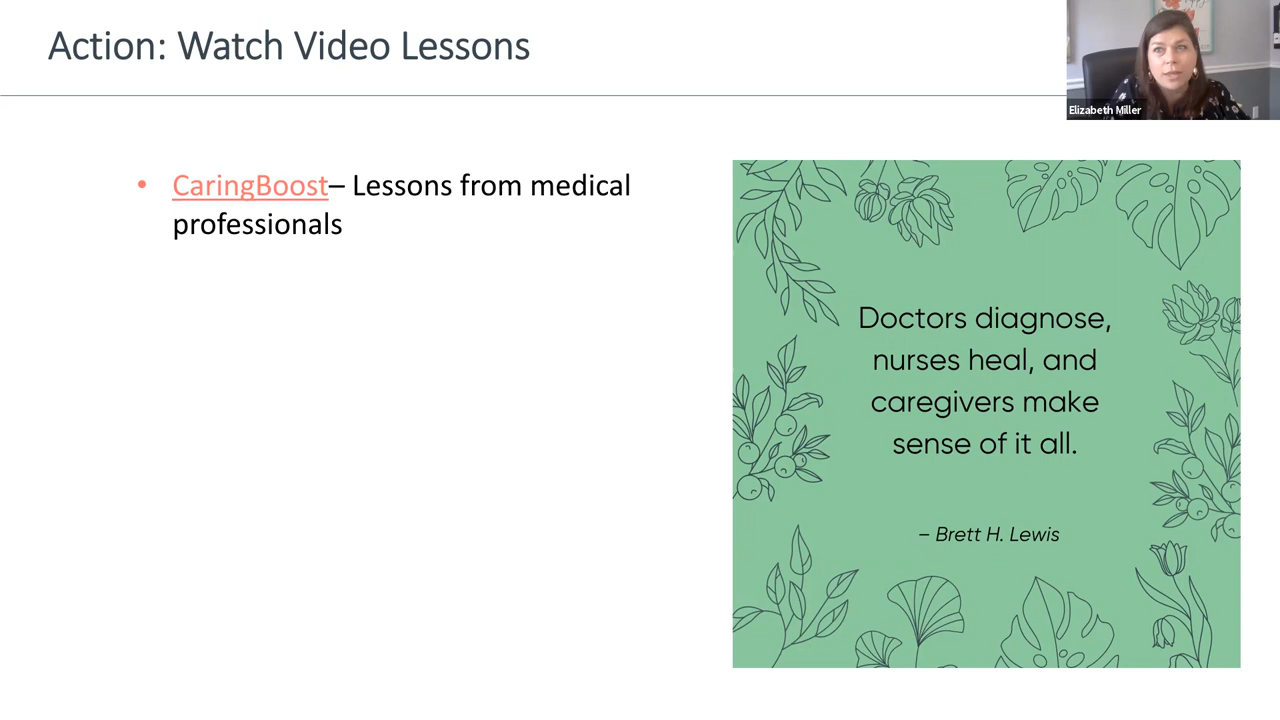 Action: Watch Video Lessons
Elizabeth Miller
• CaringBoost– Lessons from medical
professionals
Doctors diagnose,
nurses heal, and
caregivers make
sense of it all.
– Brett H. Lewis